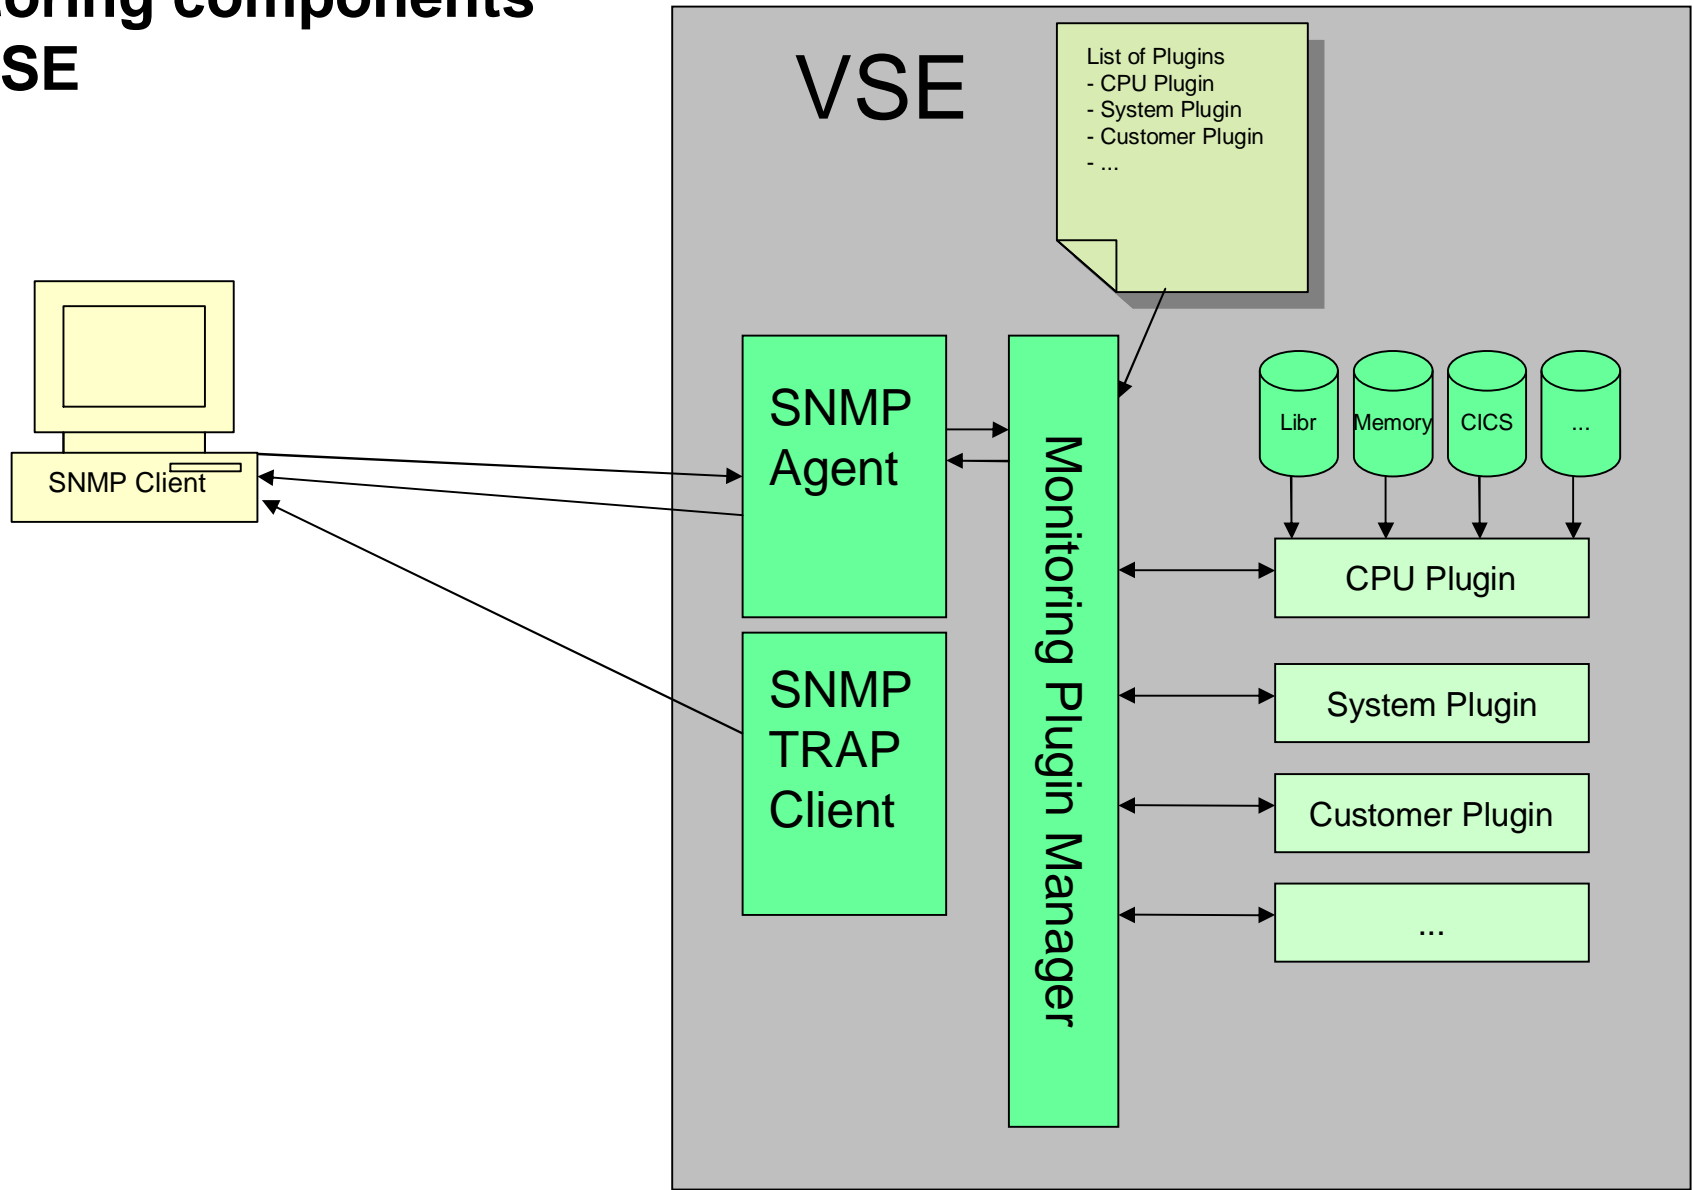 components
SE
VSE
List of Plugins
- CPU Plugin
- System Plugin
- Customer Plugin
- ...
SNMP Client
SNMP
Agent
SNMP
TRAP
Client
Monitoring Plugin Manager
Libr
Memory
CICS
...
CPU Plugin
System Plugin
Customer Plugin
...